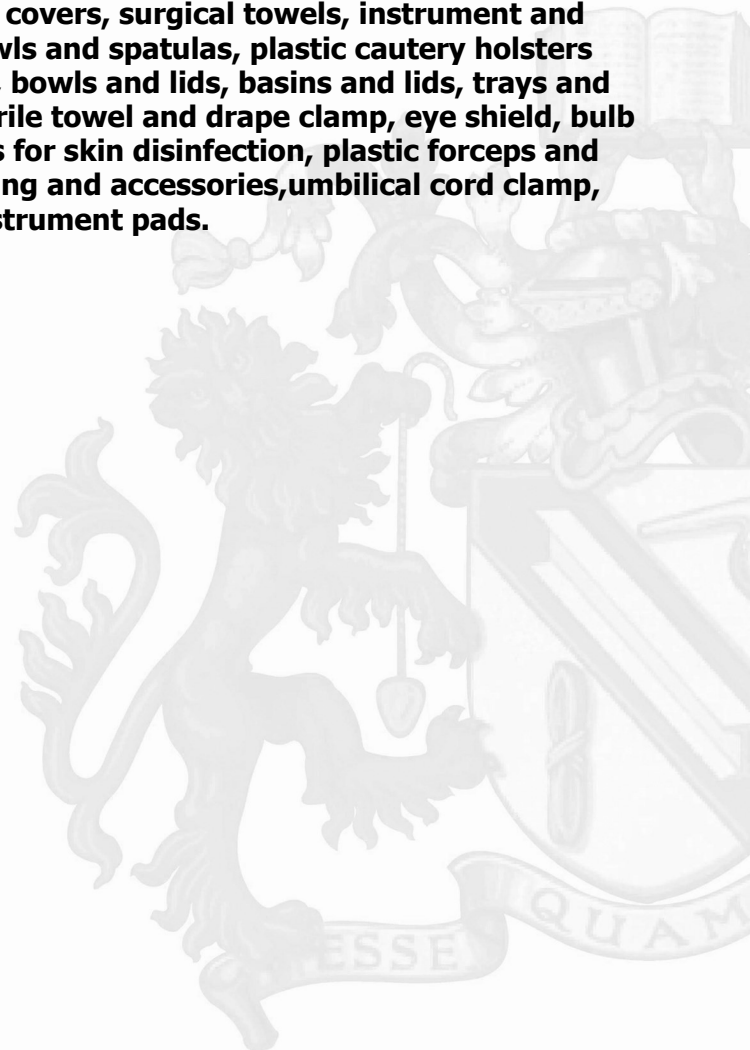 covers, surgical towels, instrument and
wls and spatulas, plastic cautery holsters
, bowls and lids, basins and lids, trays and
rile towel and drape clamp, eye shield, bulb
s for skin disinfection, plastic forceps and
ng and accessories,umbilical cord clamp,
strument pads.
ESSE QUAM